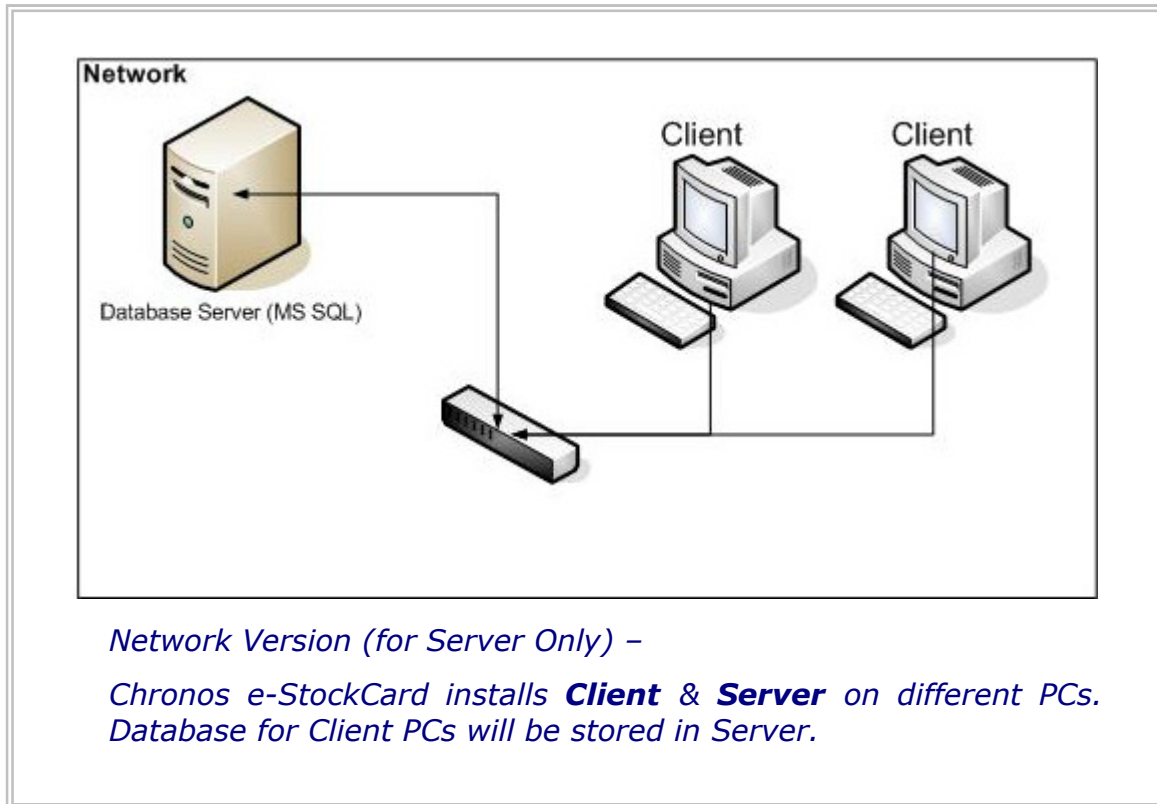 Network
Client Client
Database Server (MS SQL)
Network Version (for Server Only) –
Chronos e-StockCard installs Client & Server on different PCs.
Database for Client PCs will be stored in Server.